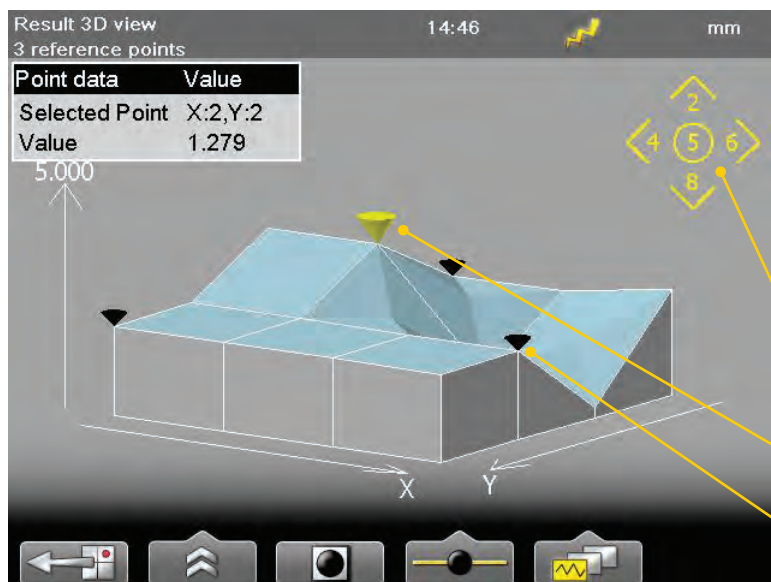 Result 3D view 14:46 mm
3 reference points
Point data Value
Selected Point X:2,Y:2
Value 1.279
5.000
2
4 5 6
8
X Y